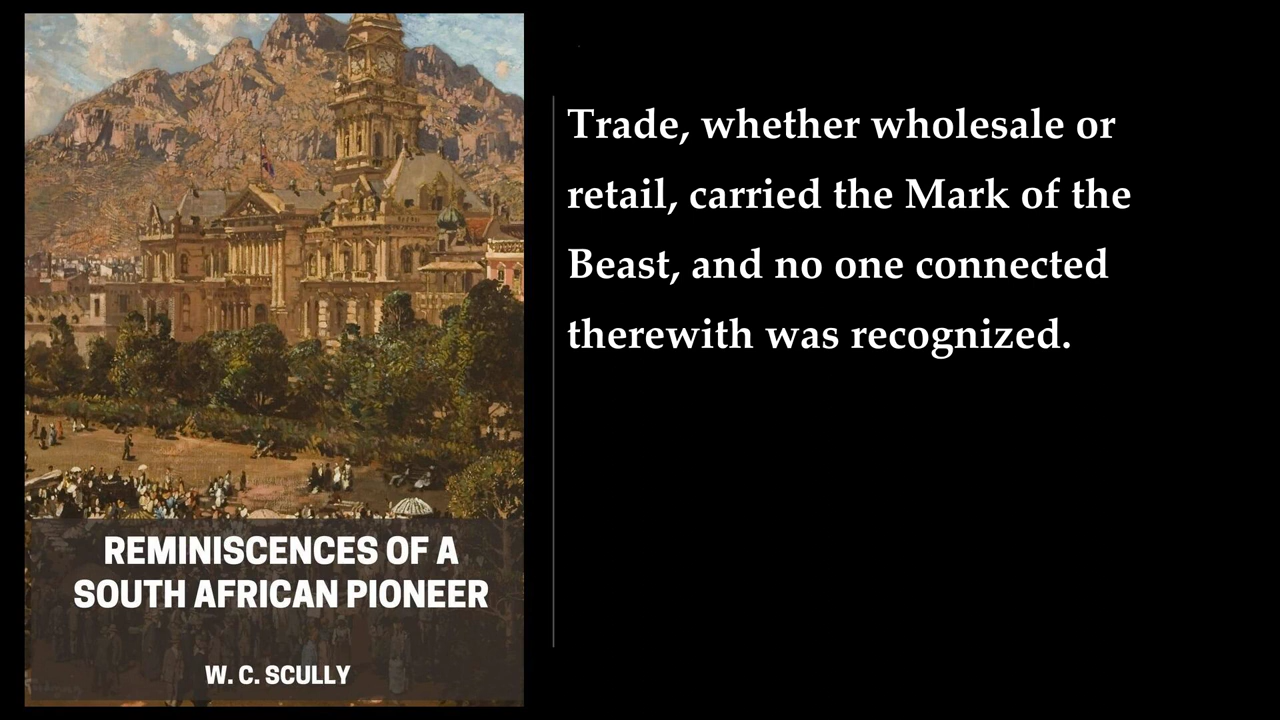 Trade, whether wholesale or
retail, carried the Mark of the
Beast, and no one connected
therewith was recognized.
REMINISCENCES OF A
SOUTH AFRICAN PIONEER
W. C. SCULLY